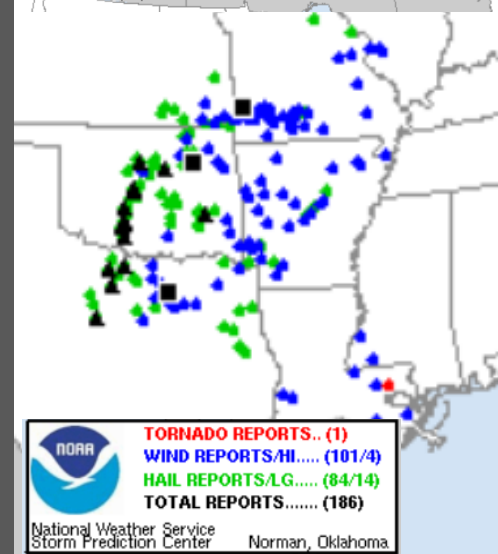 NOAA
TORNADO REPORTS.. (1)
WIND REPORTS/HI..... (101/4)
HAIL REPORTS/LG..... (84/14)
TOTAL REPORTS....... (186)
National Weather Service
Storm Prediction Center Norman, Oklahoma